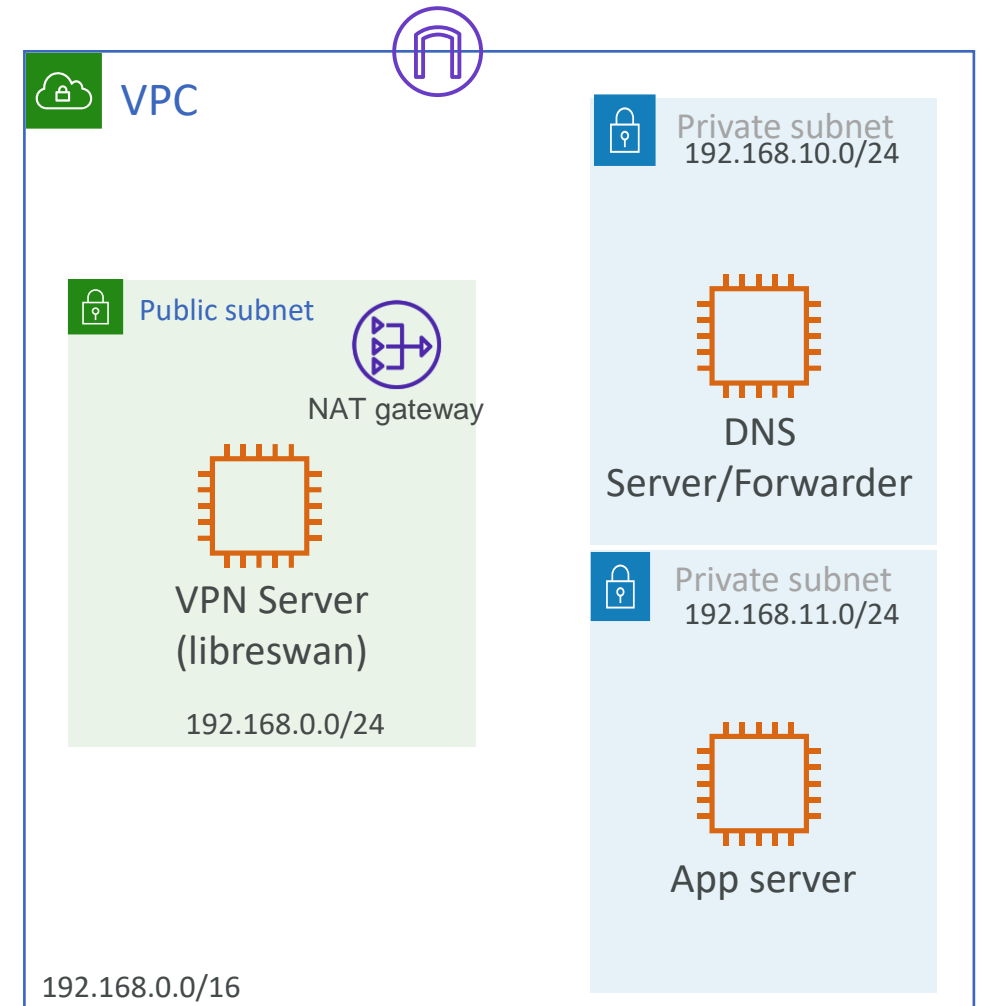 VPC
Private subnet
192.168.10.0/24
Public subnet
NAT gateway
DNS
Server/Forwarder
VPN Server
(libreswan)
192.168.0.0/24
Private subnet
192.168.11.0/24
App server
192.168.0.0/16